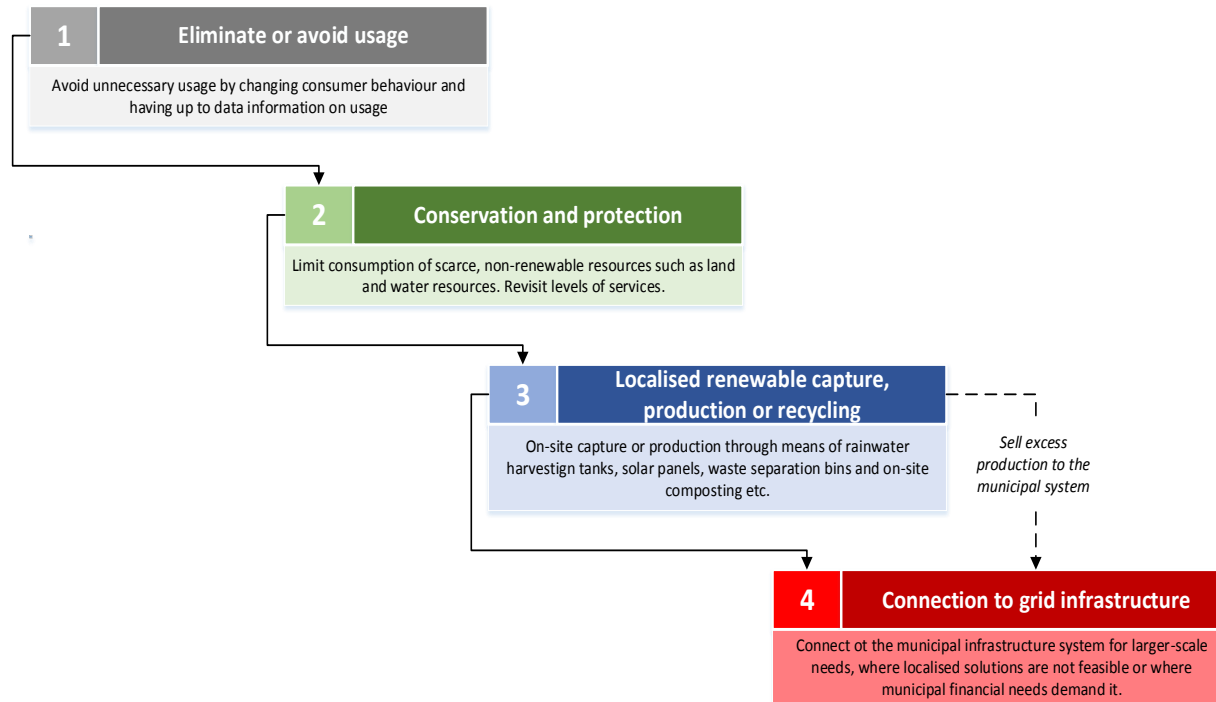 1
Eliminate or avoid usage
Avoid unnecessary usage by changing consumer behaviour and
having up to data information on usage
2
Conservation and protection
Limit consumption of scarce, non-renewable resources such as land
and water resources. Revisit levels of services.
3
Localised renewable capture,
production or recycling
On-site capture or production through means of rainwater
harvestign tanks, solar panels, waste separation bins and on-site
composting etc.
Sell excess
production to the
municipal system
4
Connection to grid infrastructure
Connect ot the municipal infrastructure system for larger-scale
needs, where localised solutions are not feasible or where
municipal financial needs demand it.